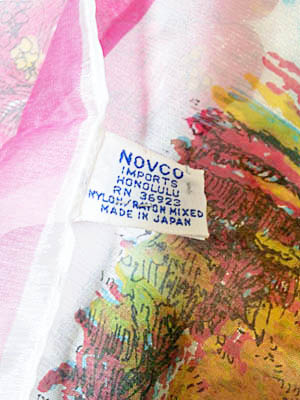 NOVCO
IMPORTS
HONOLULU
RN 36923
NYLON/RAYON MIXED
MADE IN JAPAN